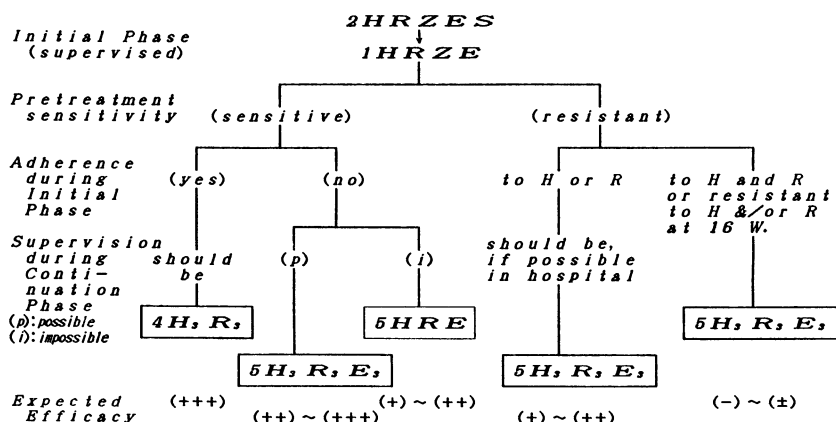 2HRZES
Initial Phase
(supervised)
1HRZE
Pretreatment
sensitivity (sensitive) (resistant)
Adherence
during (yes) (no) to H or R to H and R
Initial or resistant
Phase to H &/or R
at 16 W.
Supervision
during should (p) (i) should be,
Conti- be if possible
nuation in hospital
Phase
(p):possible
(i):impossible
4H₃R₃ 5HRE 5H₃R₃E₃
5H₃R₃E₃ 5H₃R₃E₃
Expected (+++) (+)~(++) (−)~(±)
Efficacy (++)~(+++) (+)~(++)